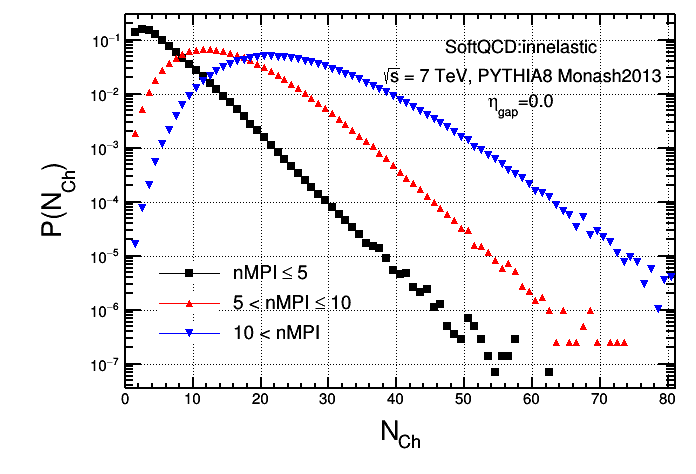 SoftQCD:innelastic
√s = 7 TeV, PYTHIA8 Monash2013
η_gap=0.0
P(N_Ch)
10⁻¹
10⁻²
10⁻³
10⁻⁴
10⁻⁵
10⁻⁶
10⁻⁷
nMPI ≤ 5
5 < nMPI ≤ 10
10 < nMPI
0 10 20 30 40 50 60 70 80
N_Ch